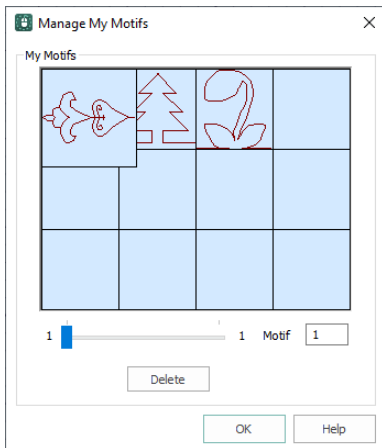 Manage My Motifs
My Motifs
1 1 Motif 1
Delete
OK Help